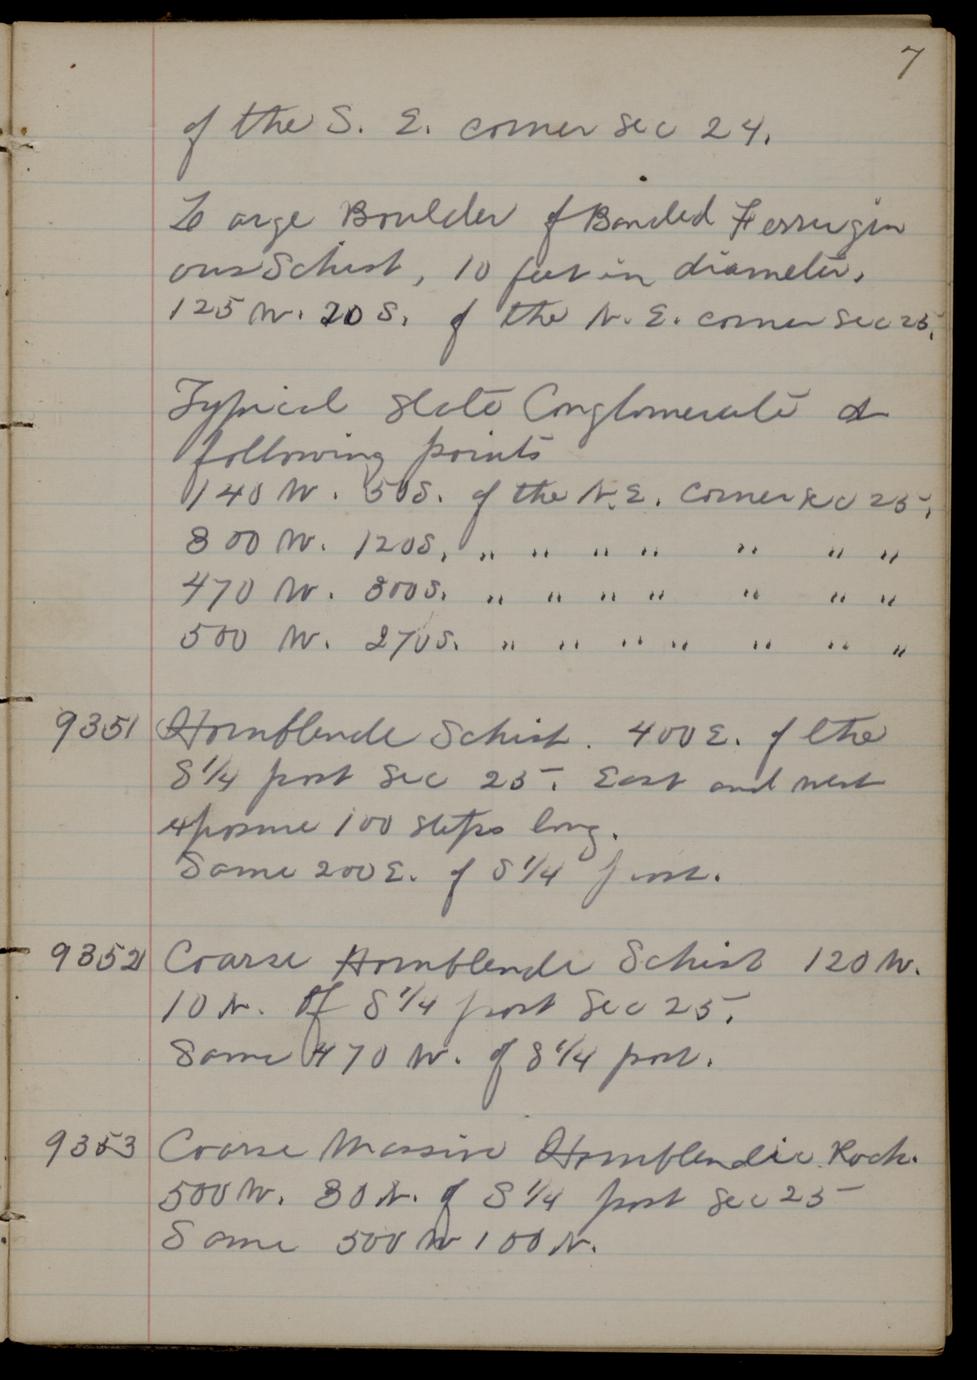 7
of the S. E. corner Sec 24.
Large Boulder of Banded Ferrugin
ous Schist, 10 feet in diameter.
125 W. 20 S. of the N. E. corner Sec 25.
Typical Slate Conglomerate at
following points
140 W. 50 S. of the N. E. corner Sec 25.
300 W. 120 S. " " " " " " "
470 W. 300 S. " " " " " " "
500 W. 270 S. " " " " " " "
9351 Hornblende Schist. 400 E. of the
S 1/4 post Sec 25. East and west
exposure 100 steps long.
Same 200 E. of S 1/4 post.
9352 Coarse Hornblende Schist 120 W.
10 N. of S 1/4 post Sec 25.
Same 470 W. of S 1/4 post.
9353 Coarse Massive Hornblendic Rock.
500 W. 30 N. of S 1/4 post Sec 25
Same 500 W 100 N.